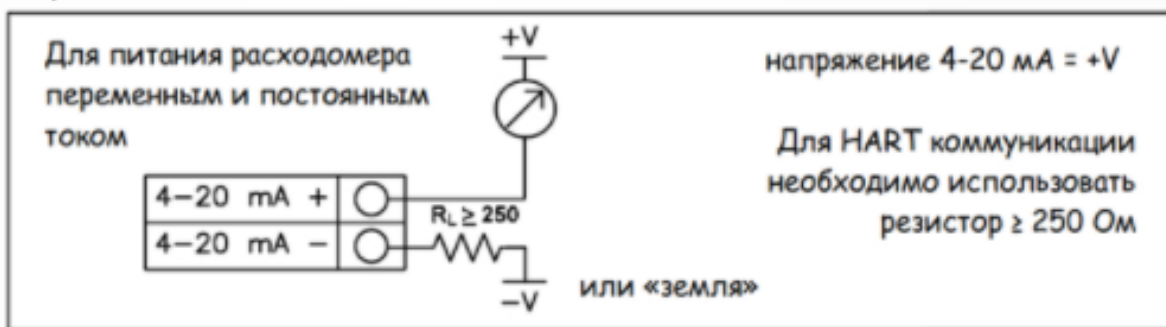 Для питания расходомера
переменным и постоянным
током
+V
напряжение 4-20 мА = +V
Для HART коммуникации
необходимо использовать
резистор ≥ 250 Ом
4–20 mA +
4–20 mA –
RL ≥ 250
–V
или «земля»